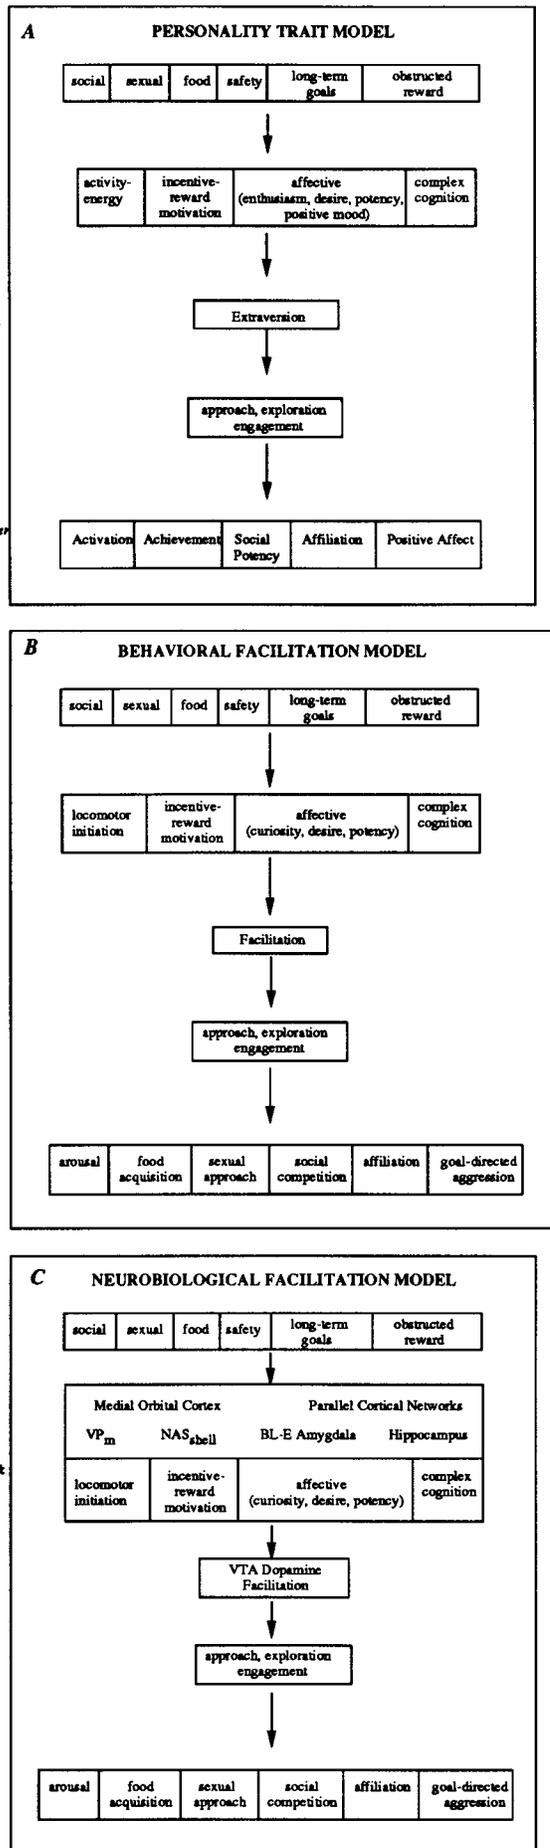 A PERSONALITY TRAIT MODEL
social sexual food safety long-term goals obstructed reward
activity-energy incentive-reward motivation affective (enthusiasm, desire, potency, positive mood) complex cognition
Extraversion
approach, exploration
engagement
Activation Achievement Social Potency Affiliation Positive Affect
B BEHAVIORAL FACILITATION MODEL
social sexual food safety long-term goals obstructed reward
locomotor initiation incentive-reward motivation affective (curiosity, desire, potency) complex cognition
Facilitation
approach, exploration
engagement
arousal food acquisition sexual approach social competition affiliation goal-directed aggression
C NEUROBIOLOGICAL FACILITATION MODEL
social sexual food safety long-term goals obstructed reward
Medial Orbital Cortex Parallel Cortical Networks
VPm NASshell BL-E Amygdala Hippocampus
locomotor initiation incentive-reward motivation affective (curiosity, desire, potency) complex cognition
VTA Dopamine
Facilitation
approach, exploration
engagement
arousal food acquisition sexual approach social competition affiliation goal-directed aggression